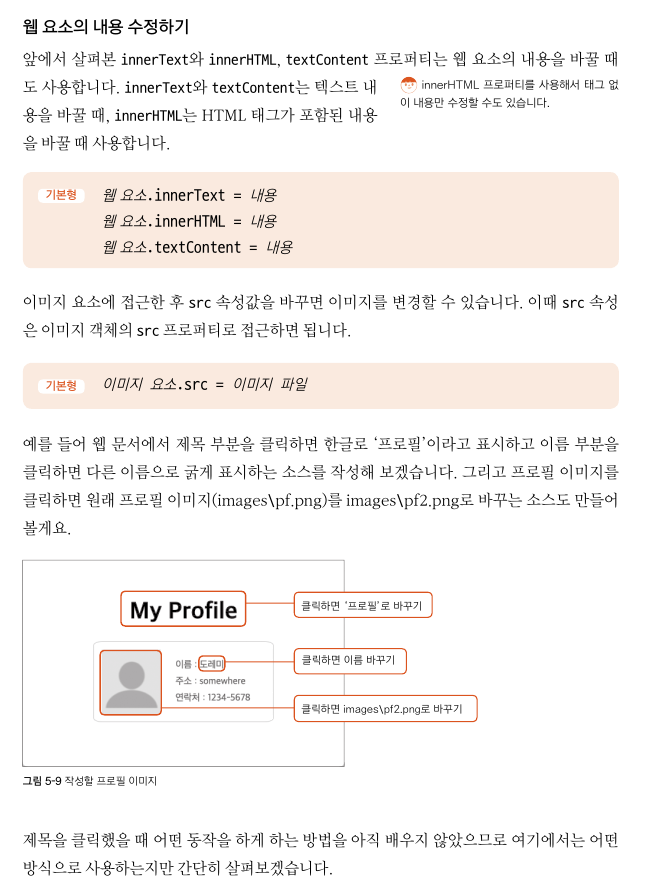 웹 요소의 내용 수정하기
앞에서 살펴본 innerText와 innerHTML, textContent 프로퍼티는 웹 요소의 내용을 바꿀 때
도 사용합니다. innerText와 textContent는 텍스트 내
용을 바꿀 때, innerHTML는 HTML 태그가 포함된 내용
을 바꿀 때 사용합니다.
innerHTML 프로퍼티를 사용해서 태그 없
이 내용만 수정할 수도 있습니다.
기본형
웹 요소.innerText = 내용
웹 요소.innerHTML = 내용
웹 요소.textContent = 내용
이미지 요소에 접근한 후 src 속성값을 바꾸면 이미지를 변경할 수 있습니다. 이때 src 속성
은 이미지 객체의 src 프로퍼티로 접근하면 됩니다.
기본형
이미지 요소.src = 이미지 파일
예를 들어 웹 문서에서 제목 부분을 클릭하면 한글로 ‘프로필’이라고 표시하고 이름 부분을
클릭하면 다른 이름으로 굵게 표시하는 소스를 작성해 보겠습니다. 그리고 프로필 이미지를
클릭하면 원래 프로필 이미지(images\pf.png)를 images\pf2.png로 바꾸는 소스도 만들어
볼게요.
My Profile
클릭하면 ‘프로필’로 바꾸기
이름 : 도레미
클릭하면 이름 바꾸기
주소 : somewhere
연락처 : 1234-5678
클릭하면 images\pf2.png로 바꾸기
그림 5-9 작성할 프로필 이미지
제목을 클릭했을 때 어떤 동작을 하게 하는 방법을 아직 배우지 않았으므로 여기에서는 어떤
방식으로 사용하는지만 간단히 살펴보겠습니다.